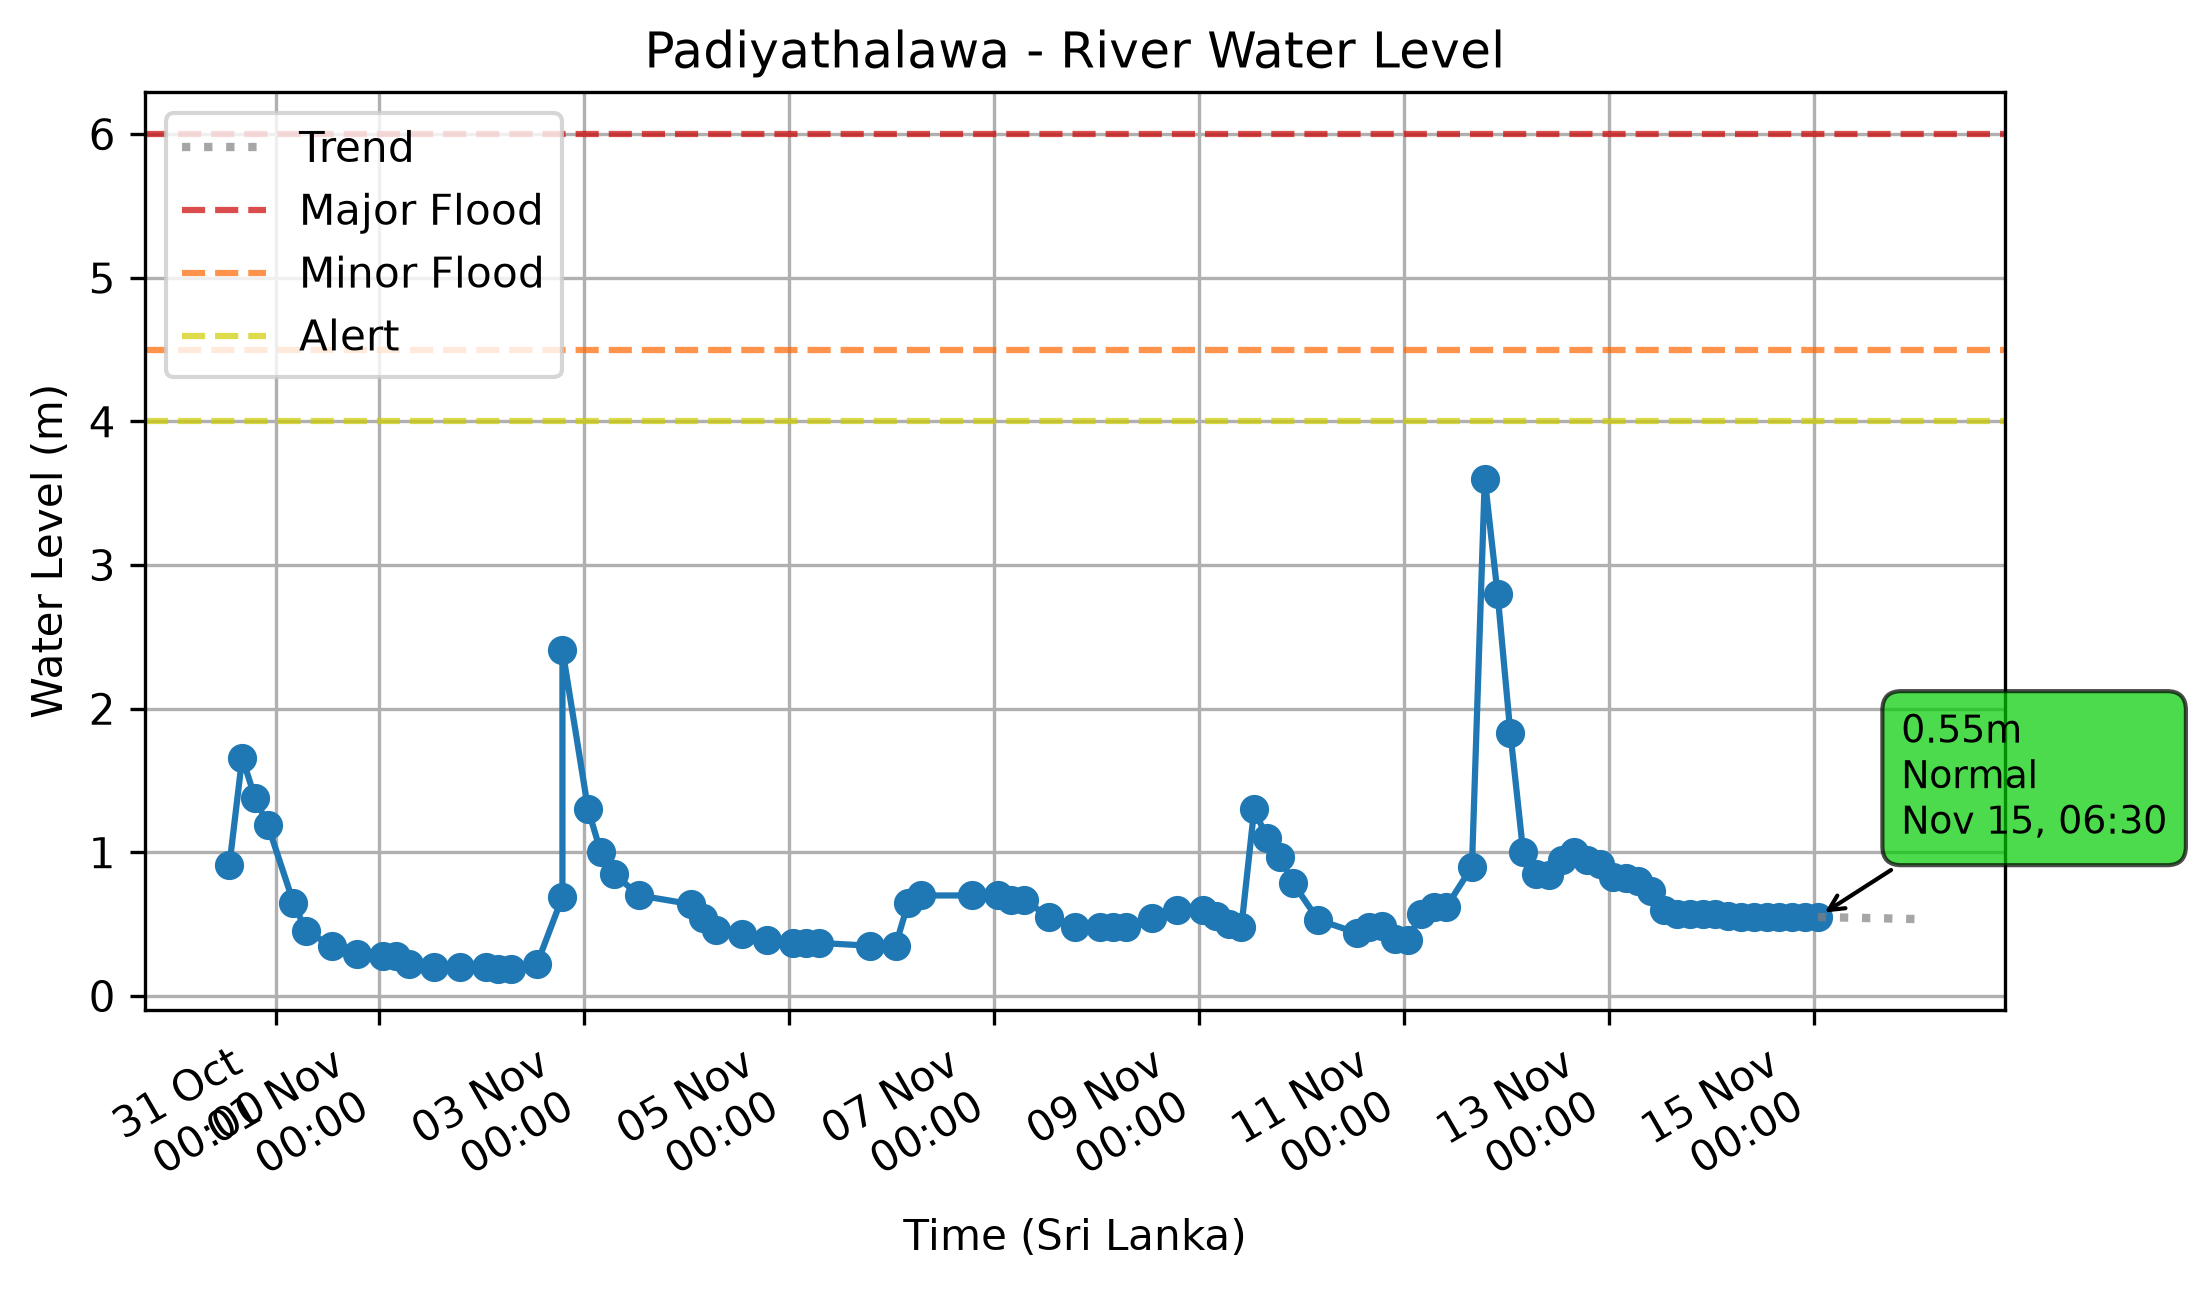 Padiyathalawa - River Water Level
Trend
Major Flood
Minor Flood
Alert
6
5
4
3
2
1
0
Water Level (m)
0.55m
Normal
Nov 15, 06:30
31 Oct
00:00
01 Nov
00:00
03 Nov
00:00
05 Nov
00:00
07 Nov
00:00
09 Nov
00:00
11 Nov
00:00
13 Nov
00:00
15 Nov
00:00
Time (Sri Lanka)